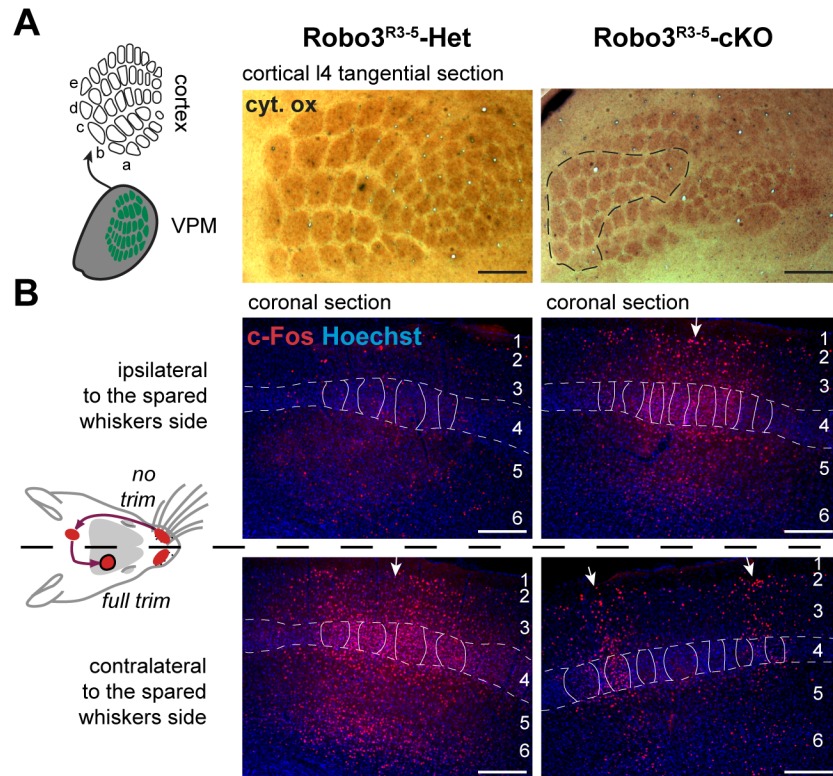 A
Robo3R3-5-Het
Robo3R3-5-cKO
cortical l4 tangential section
cyt. ox
cortex
e
d
c
b
a
VPM
B
coronal section
coronal section
c-Fos Hoechst
ipsilateral
to the spared
whiskers side
1
2
3
4
5
6
1
2
3
4
5
6
no
trim
full trim
contralateral
to the spared
whiskers side
1
2
3
4
5
6
1
2
3
4
5
6